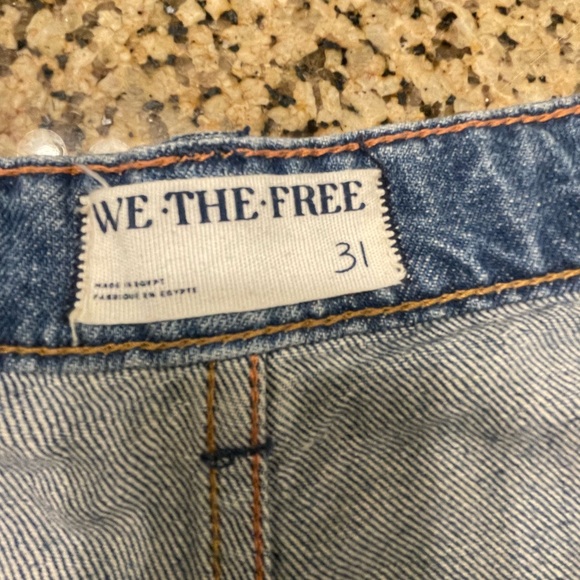 WE·THE·FREE
31
MADE IN EGYPT
FABRIQUE EN EGYPTE